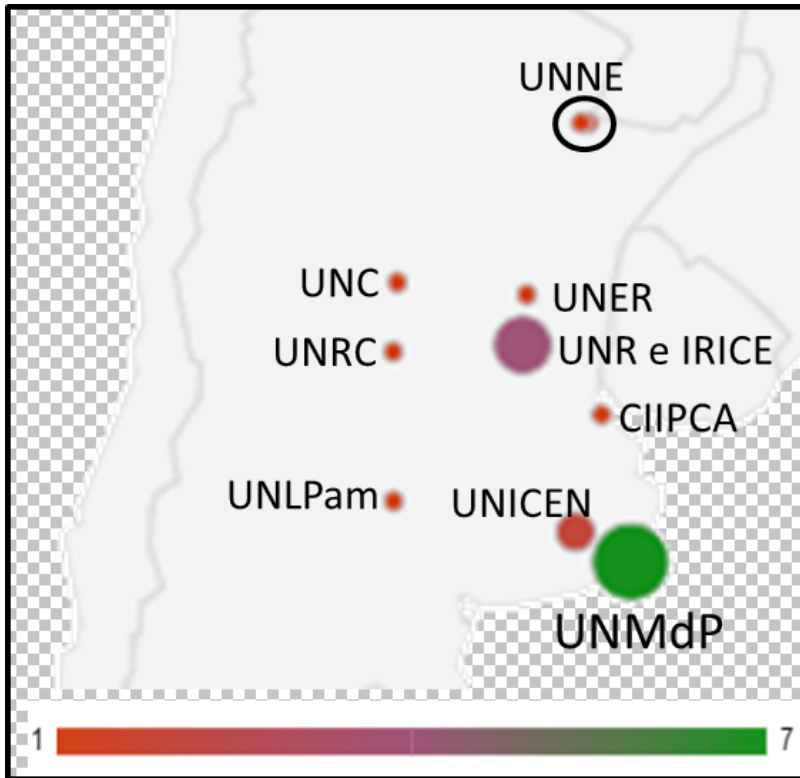 UNNE
UNC
UNER
UNRC
UNR e IRICE
CIIPCA
UNLPam
UNICEN
UNMdP
1
7